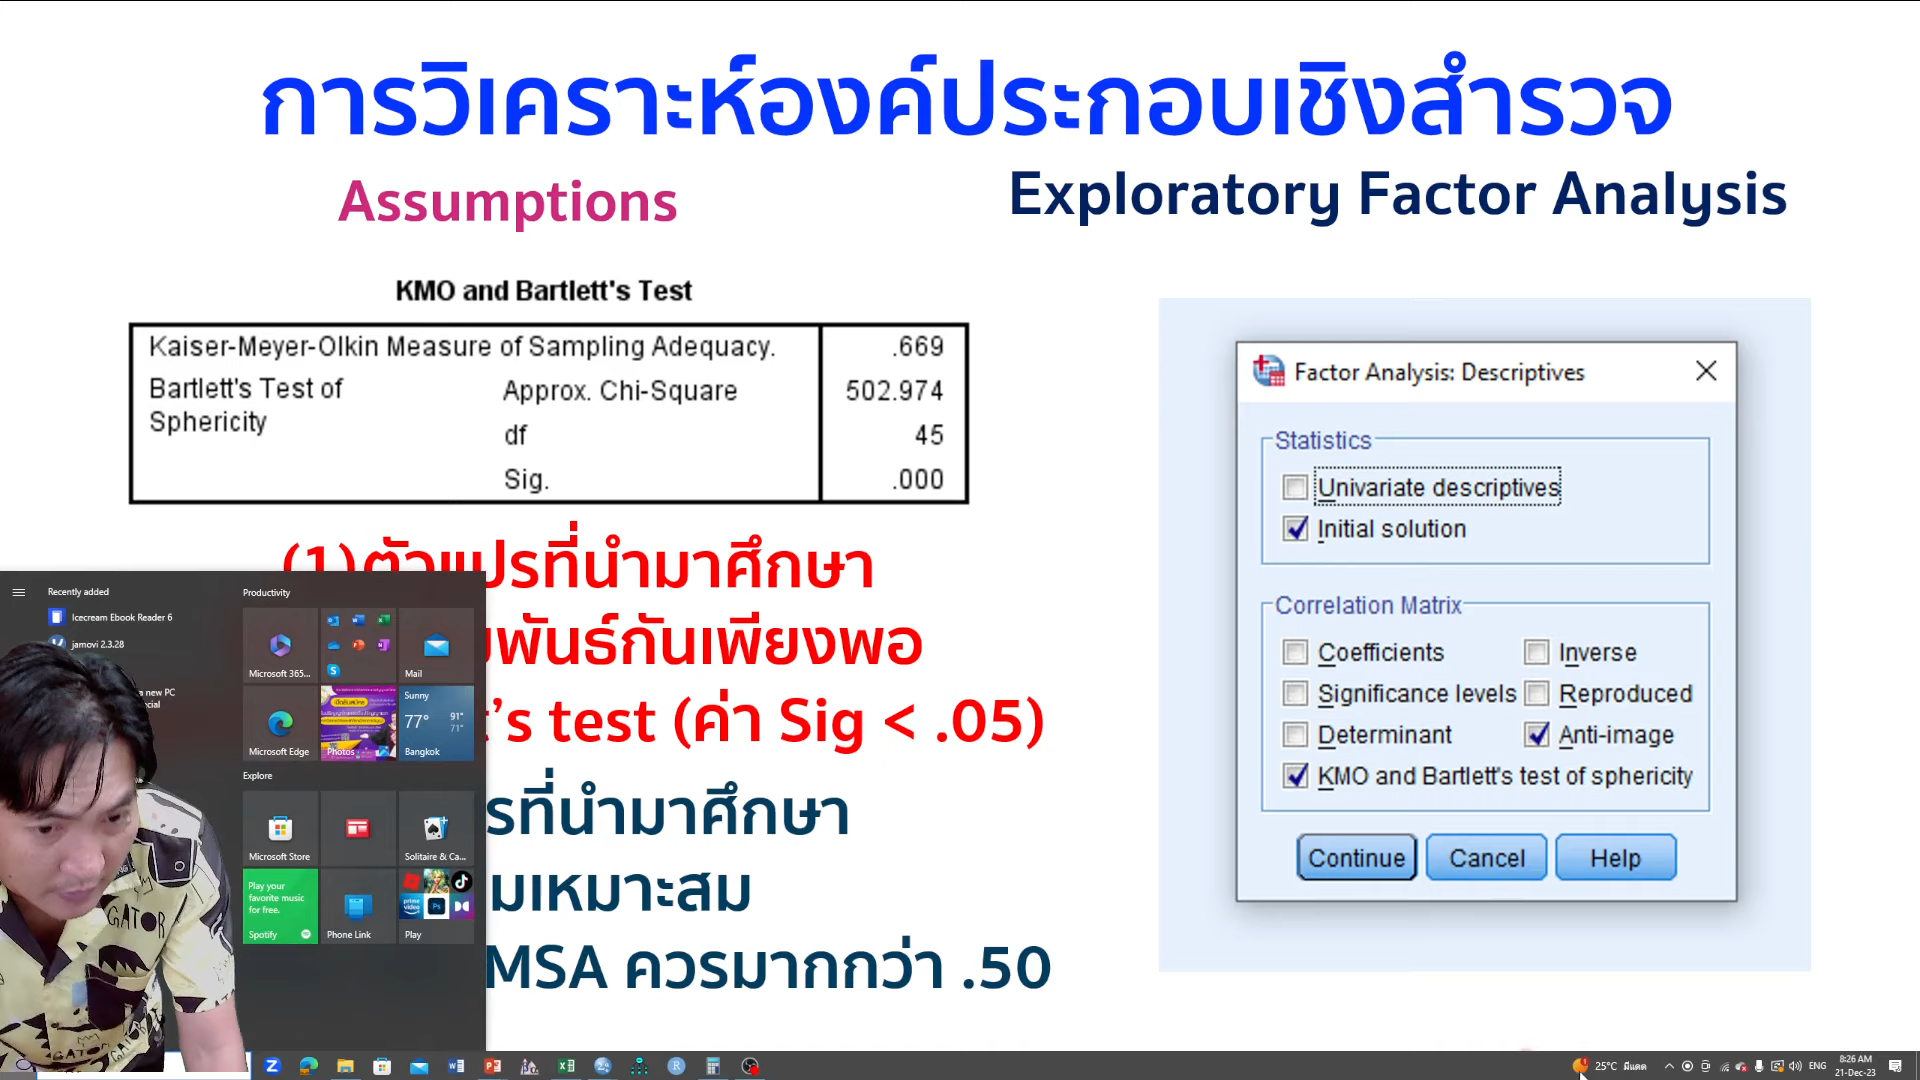 การวิเคราะห์องค์ประกอบเชิงสำรวจ
Assumptions
Exploratory Factor Analysis
KMO and Bartlett's Test
Kaiser-Meyer-Olkin Measure of Sampling Adequacy. .669
Bartlett's Test of Sphericity Approx. Chi-Square 502.974
df 45
Sig. .000
(1)ตัวแปรที่นำมาศึกษา
พันธ์กันเพียงพอ
's test (ค่า Sig < .05)
รที่นำมาศึกษา
มเหมาะสม
MSA ควรมากกว่า .50
Factor Analysis: Descriptives
Statistics
Univariate descriptives
Initial solution
Correlation Matrix
Coefficients Inverse
Significance levels Reproduced
Determinant Anti-image
KMO and Bartlett's test of sphericity
Continue Cancel Help
Recently added
Icecream Ebook Reader 6
jamovi 2.3.28
a new PC
Productivity
Microsoft 365...
Mail
Microsoft Edge
Photos
Sunny
77° 91°
71°
Bangkok
Explore
Microsoft Store
Solitaire & Ca...
Play your
favorite music
for free.
Spotify
Phone Link
Play
GATOR
25°C มีแดด
ENG
8:26 AM
21-Dec-23